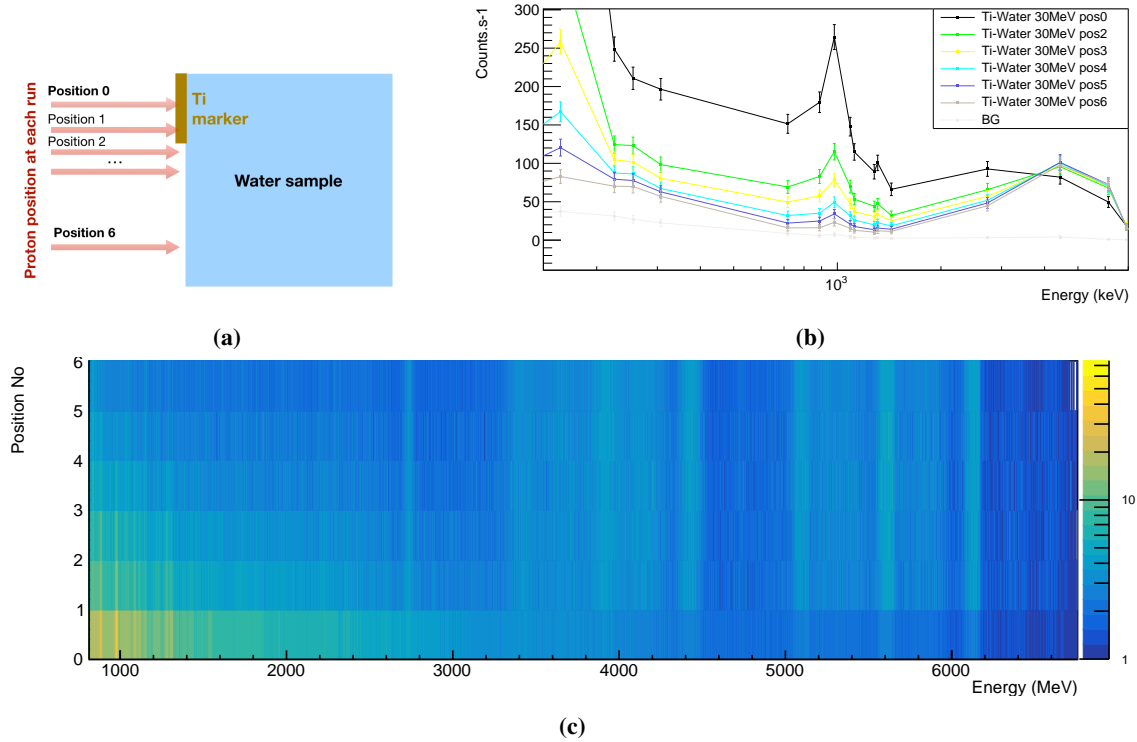 Proton position at each run
Position 0
Position 1
Position 2
...
Position 6
Ti
marker
Water sample
(a)
Counts.s-1
300
250
200
150
100
50
0
10³
Energy (keV)
Ti-Water 30MeV pos0
Ti-Water 30MeV pos2
Ti-Water 30MeV pos3
Ti-Water 30MeV pos4
Ti-Water 30MeV pos5
Ti-Water 30MeV pos6
BG
(b)
Position No
6
5
4
3
2
1
0
1000 2000 3000 4000 5000 6000
Energy (MeV)
10
1
(c)